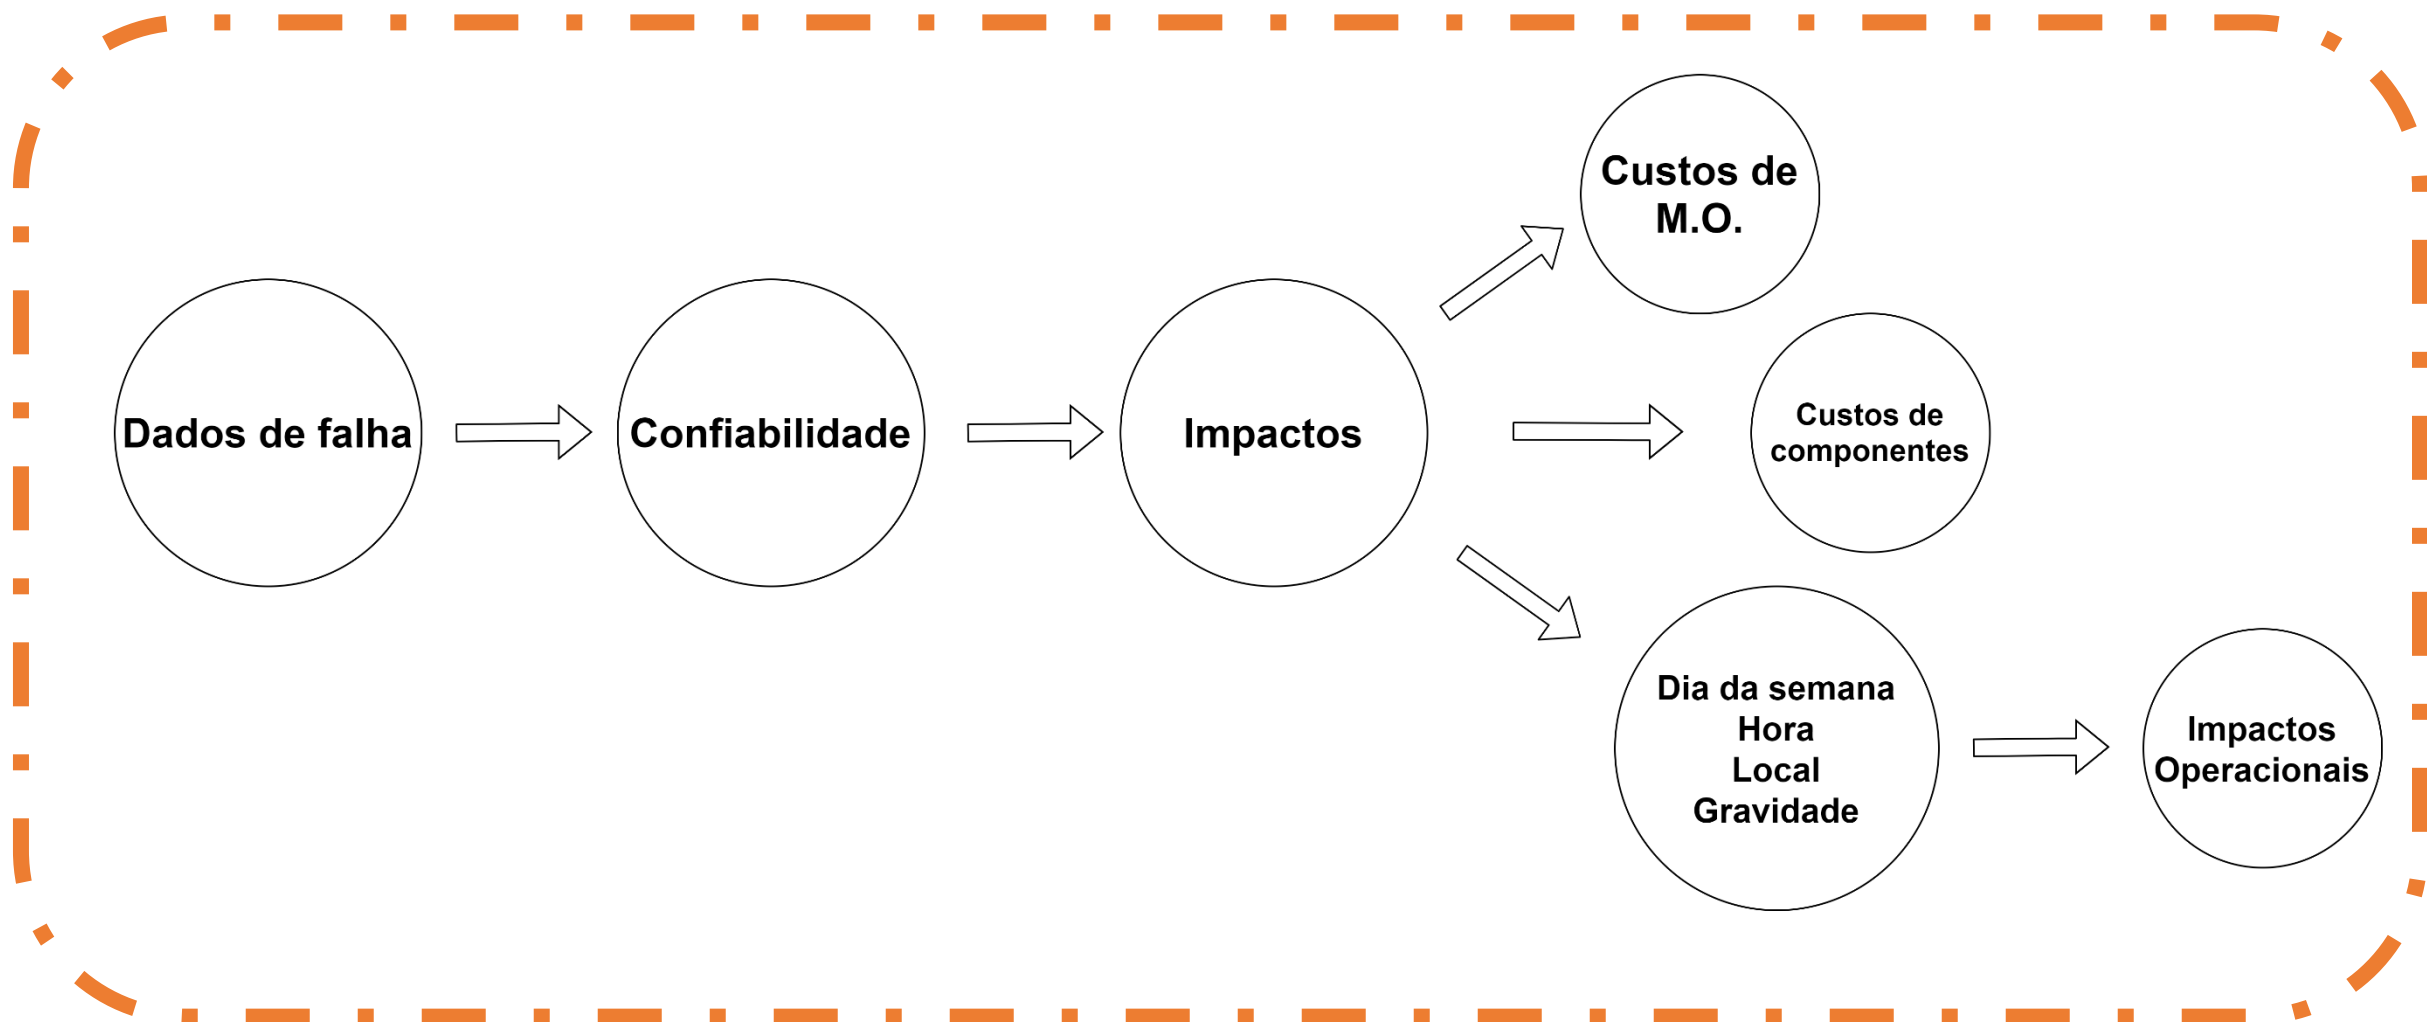 Dados de falha
Confiabilidade
Impactos
Custos de
M.O.
Custos de
componentes
Dia da semana
Hora
Local
Gravidade
Impactos
Operacionais